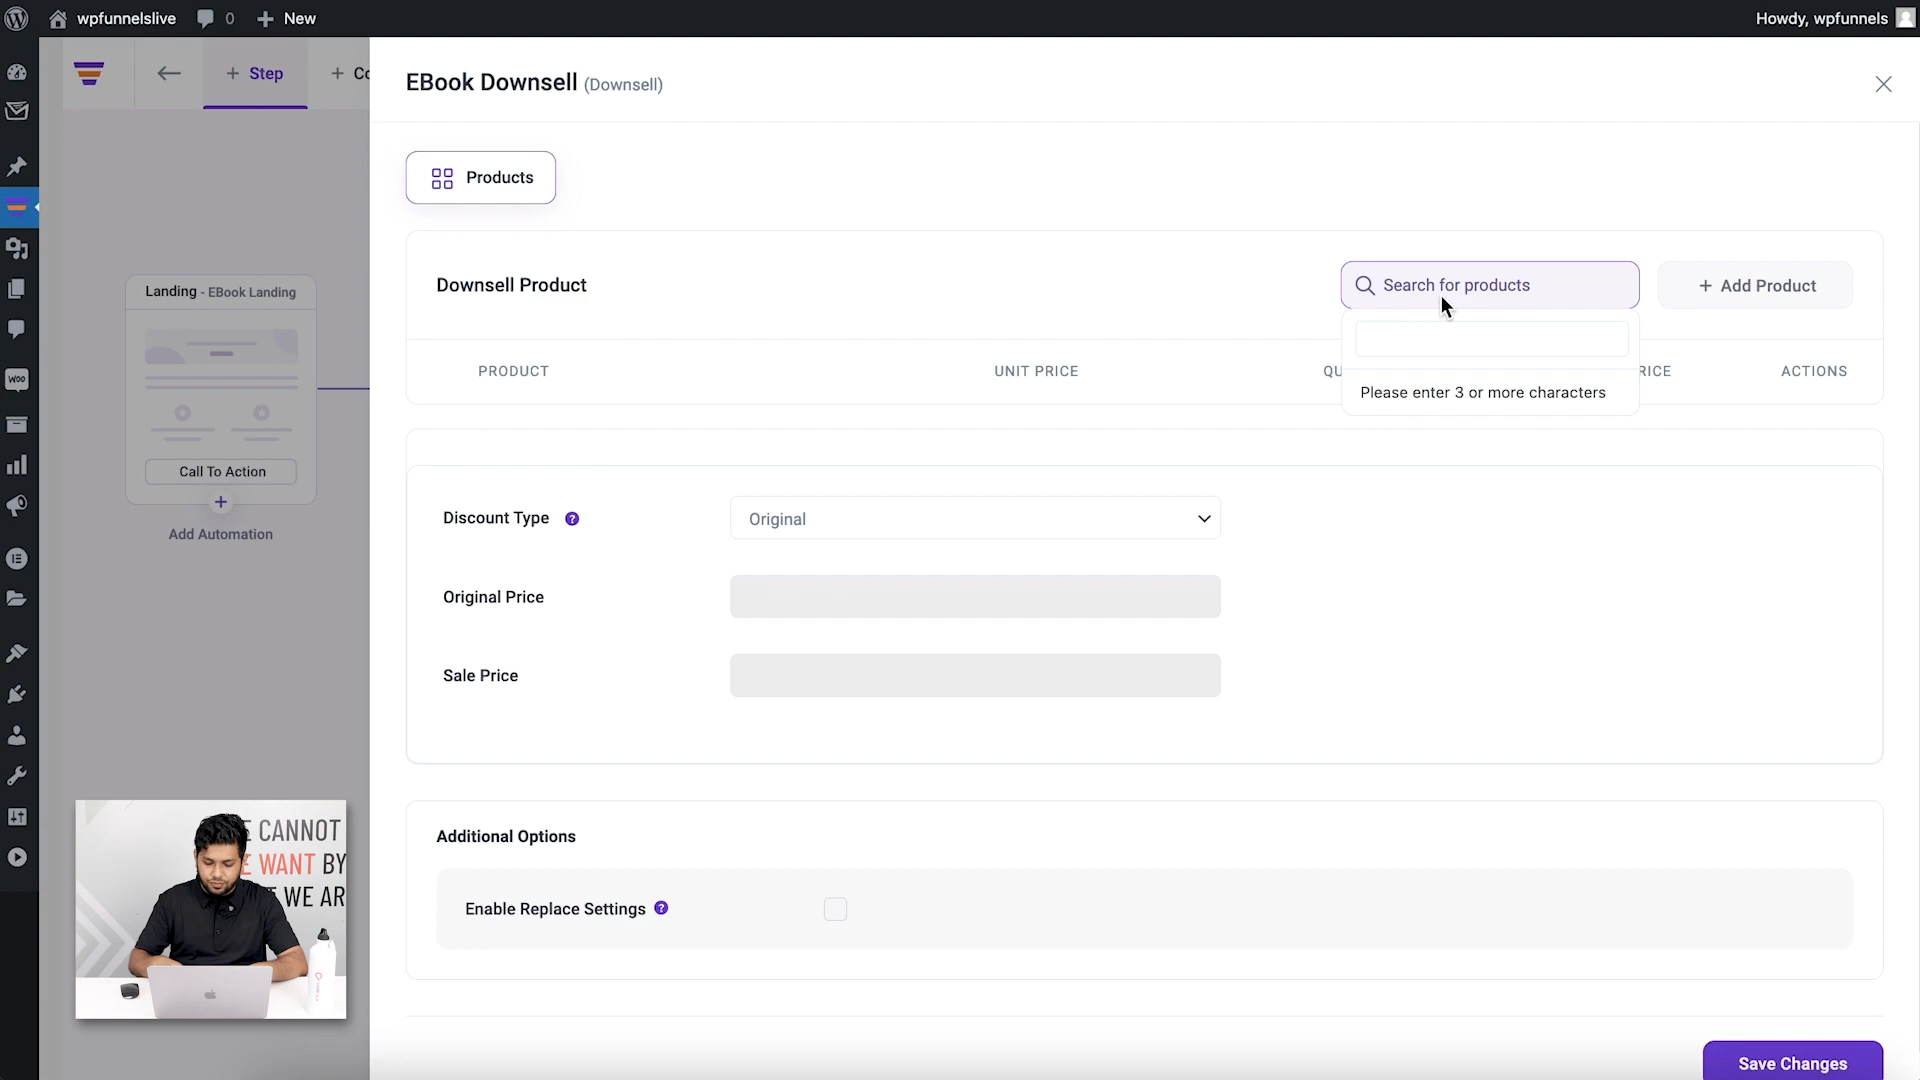 wpfunnelslive
0
New
Howdy, wpfunnels
Step
EBook Downsell (Downsell)
Products
Downsell Product
Search for products
Add Product
PRODUCT
UNIT PRICE
ACTIONS
Please enter 3 or more characters
Landing - EBook Landing
Call To Action
Add Automation
Discount Type
Original
Original Price
Sale Price
Additional Options
Enable Replace Settings
Save Changes
WOO
CANNOT
WANT BY
WE AR